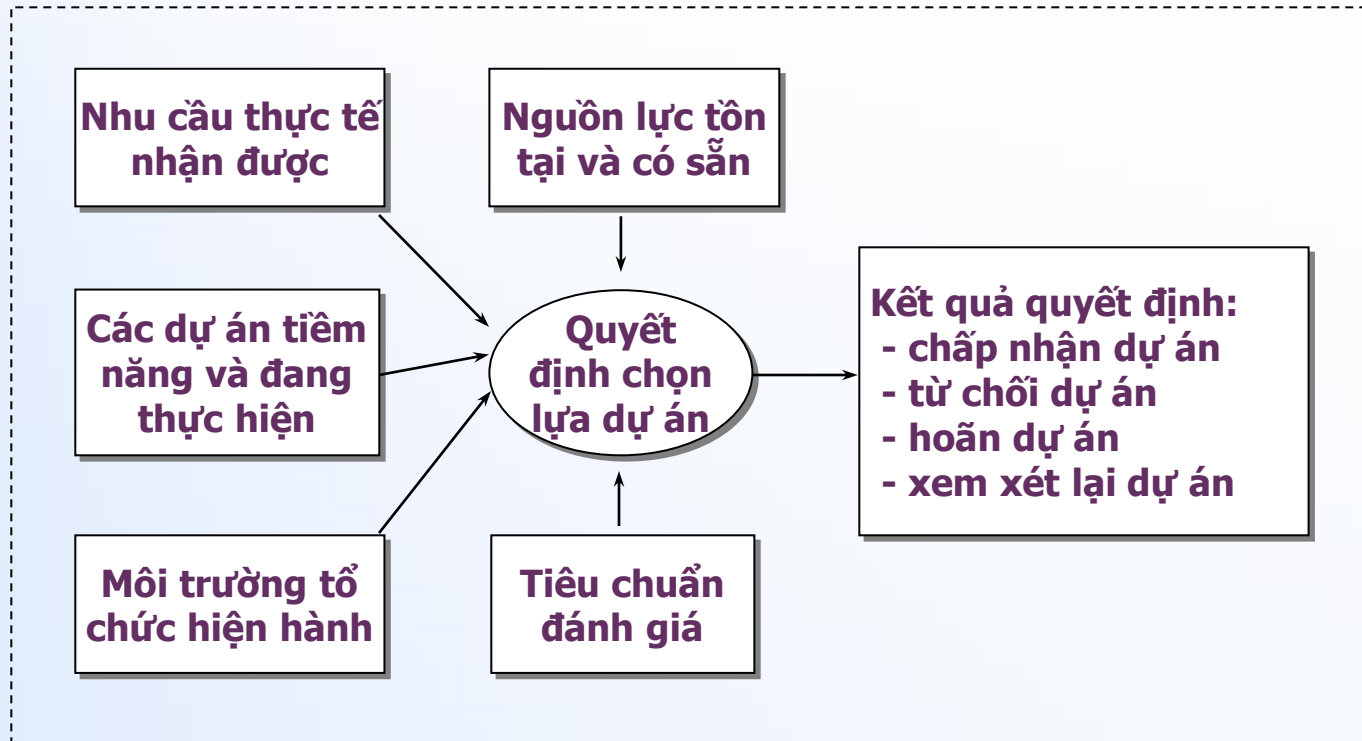 Nhu cầu thực tế
nhận được
Nguồn lực tồn
tại và có sẵn
Các dự án tiềm
năng và đang
thực hiện
Quyết
định chọn
lựa dự án
Kết quả quyết định:
- chấp nhận dự án
- từ chối dự án
- hoãn dự án
- xem xét lại dự án
Môi trường tổ
chức hiện hành
Tiêu chuẩn
đánh giá